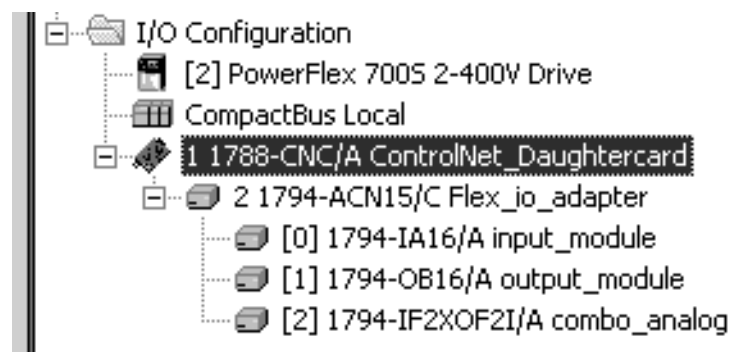 I/O Configuration
[2] PowerFlex 700S 2-400V Drive
CompactBus Local
1 1788-CNC/A ControlNet_Daughtercard
2 1794-ACN15/C Flex_io_adapter
[0] 1794-IA16/A input_module
[1] 1794-OB16/A output_module
[2] 1794-IF2XOF2I/A combo_analog